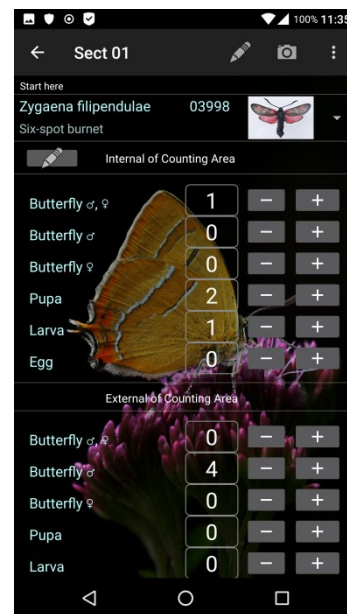 100% 11:35
Sect 01
Start here
Zygaena filipendulae 03998
Six-spot burnet
Internal of Counting Area
Butterfly ♂, ♀ 1 − +
Butterfly ♂ 0 − +
Butterfly ♀ 0 − +
Pupa 2 − +
Larva 1 − +
Egg 0 − +
External of Counting Area
Butterfly ♂, ♀ 0 − +
Butterfly ♂ 4 − +
Butterfly ♀ 0 − +
Pupa 0 − +
Larva 0 − +